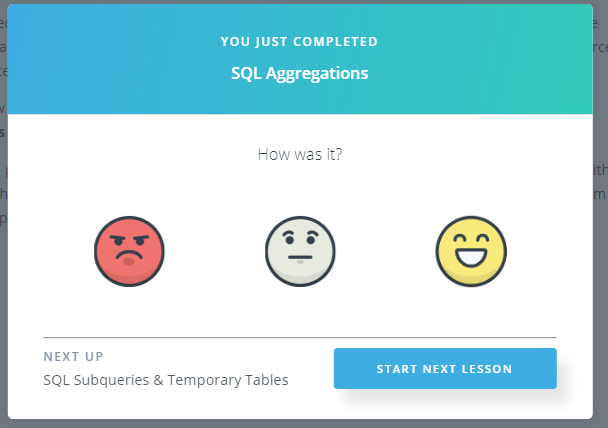 YOU JUST COMPLETED
SQL Aggregations
How was it?
NEXT UP
SQL Subqueries & Temporary Tables
START NEXT LESSON